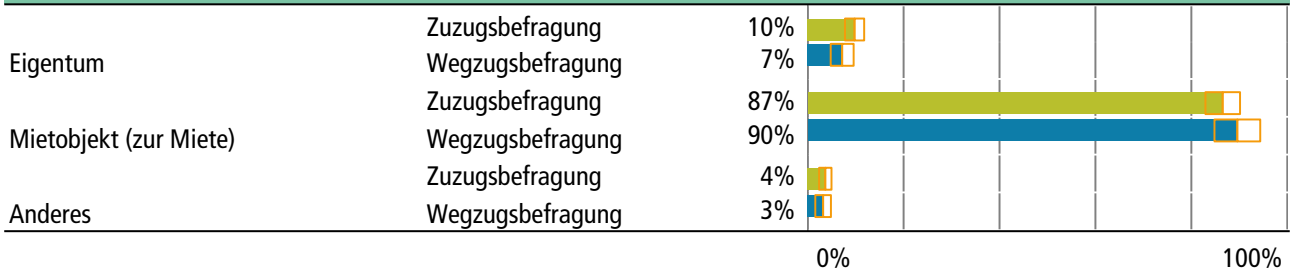 Zuzugsbefragung 10%
Eigentum Wegzugsbefragung 7%
Zuzugsbefragung 87%
Mietobjekt (zur Miete) Wegzugsbefragung 90%
Zuzugsbefragung 4%
Anderes Wegzugsbefragung 3%
0% 100%